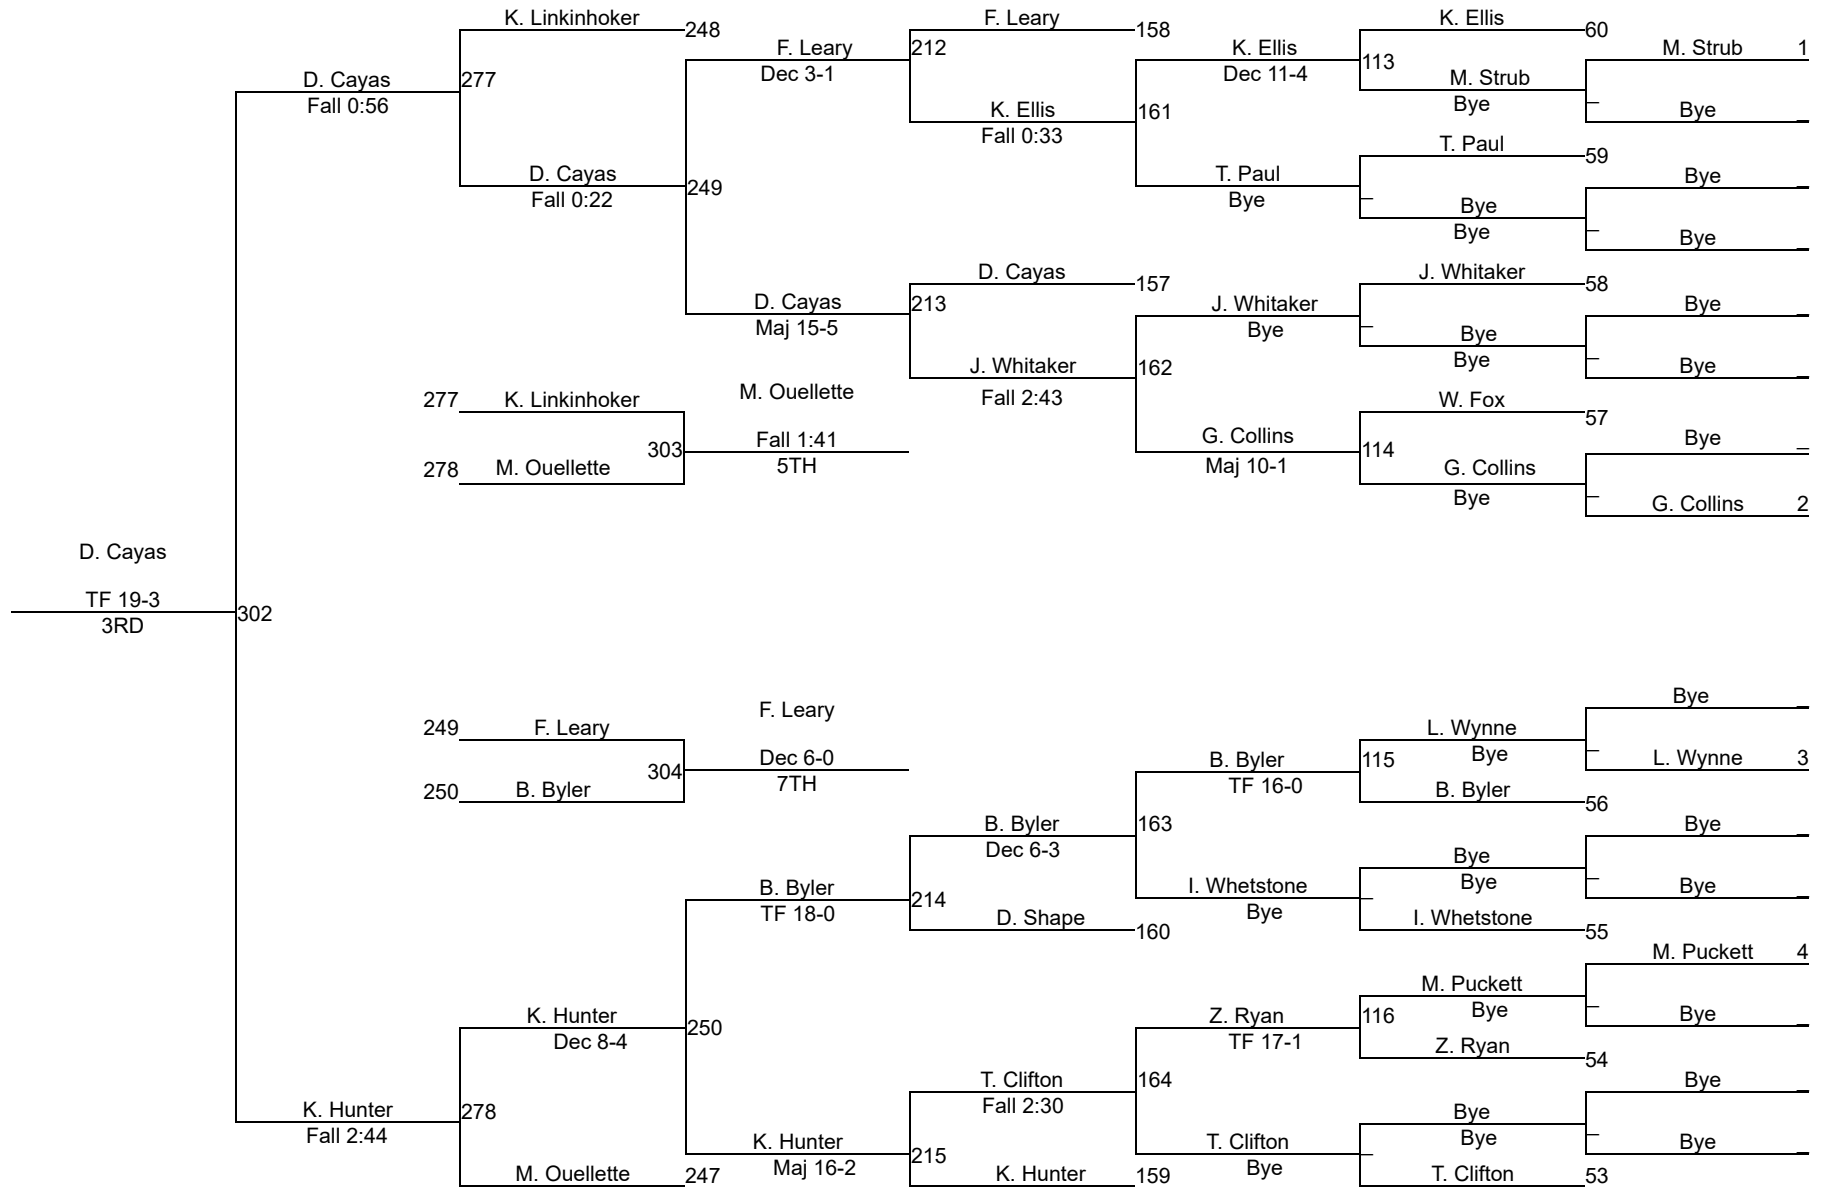 K. Linkinhoker
248
F. Leary
158
K. Ellis
60
M. Strub 1
F. Leary
212
K. Ellis
113
Dec 3-1
Dec 11-4
D. Cayas
277
M. Strub
Fall 0:56
Bye
_
Bye _
K. Ellis
161
Fall 0:33
T. Paul
59
D. Cayas
249
T. Paul
Bye _
Fall 0:22
Bye
_
Bye
Bye
_
Bye _
D. Cayas
157
J. Whitaker
58
D. Cayas
213
J. Whitaker
Bye _
Maj 15-5
Bye
_
Bye
Bye
_
Bye _
J. Whitaker
162
Fall 2:43
M. Ouellette
277 K. Linkinhoker
W. Fox
57
Fall 1:41
303
5TH
G. Collins
114
Maj 10-1
Bye _
278 M. Ouellette
G. Collins
Bye
_
G. Collins 2
D. Cayas
TF 19-3
302
3RD
F. Leary
Bye _
249 F. Leary
L. Wynne
Bye
_
L. Wynne 3
Dec 6-0
304
7TH
B. Byler
115
TF 16-0
250 B. Byler
B. Byler
56
B. Byler
163
Dec 6-3
Bye _
Bye
Bye
_
Bye _
B. Byler
214
TF 18-0
I. Whetstone
_
Bye
D. Shape
160
I. Whetstone
55
M. Puckett 4
M. Puckett
Bye
_
Bye _
K. Hunter
250
Dec 8-4
Z. Ryan
116
TF 17-1
Z. Ryan
54
T. Clifton
164
Fall 2:30
Bye _
K. Hunter
278
Fall 2:44
Bye
Bye
_
Bye _
K. Hunter
215
Maj 16-2
T. Clifton
_
Bye
M. Ouellette
247
K. Hunter
159
T. Clifton
53